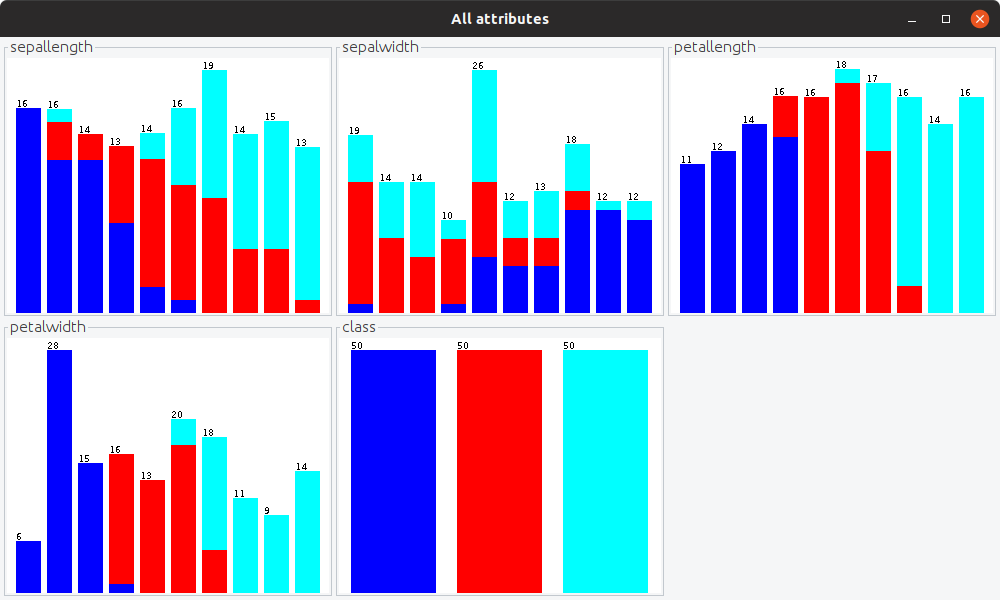 All attributes
sepallength
16 16 14 13 14 16 19 14 15 13
sepalwidth
19 14 14 10 26 12 13 18 12 12
petallength
11 12 14 16 16 18 17 16 14 16
petalwidth
6 28 15 16 13 20 18 11 9 14
class
50 50 50